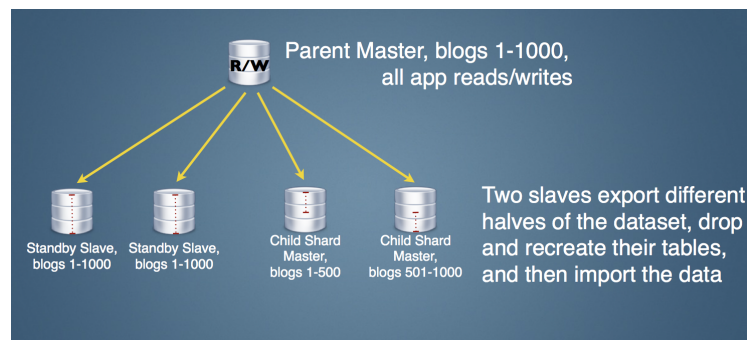 R/W
Parent Master, blogs 1-1000,
all app reads/writes
Standby Slave,
blogs 1-1000
Standby Slave,
blogs 1-1000
Child Shard
Master,
blogs 1-500
Child Shard
Master,
blogs 501-1000
Two slaves export different
halves of the dataset, drop
and recreate their tables,
and then import the data